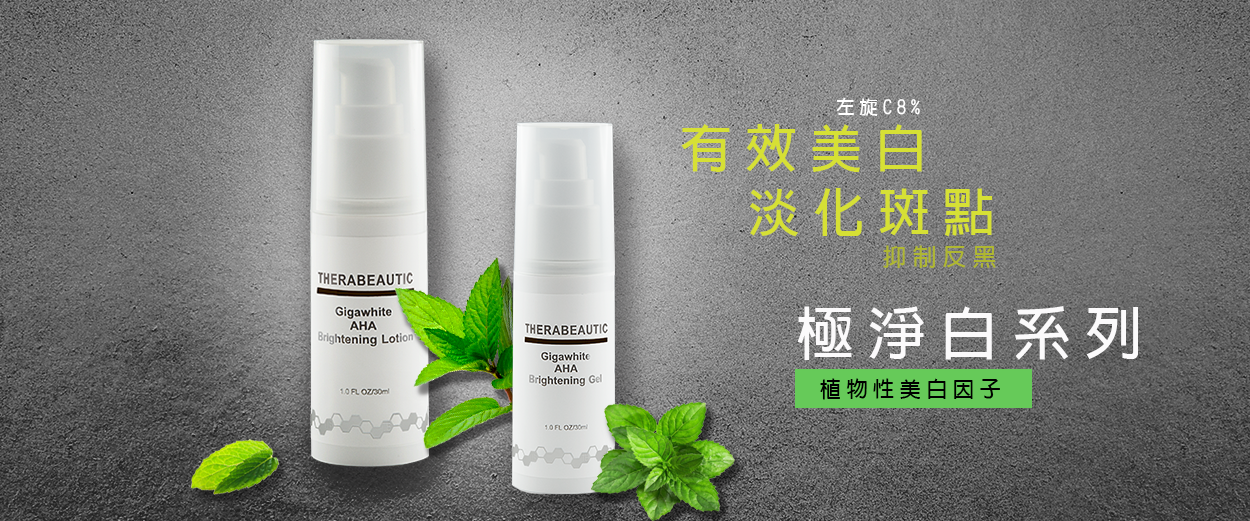 THERABEAUTIC
Gigawhite
AHA
Brightening Lotion
1.0 FL OZ/30ml
THERABEAUTIC
Gigawhite
AHA
Brightening Gel
1.0 FL OZ/30ml
左旋C8%
有效美白
淡化斑點
抑制反黑
極淨白系列
植物性美白因子